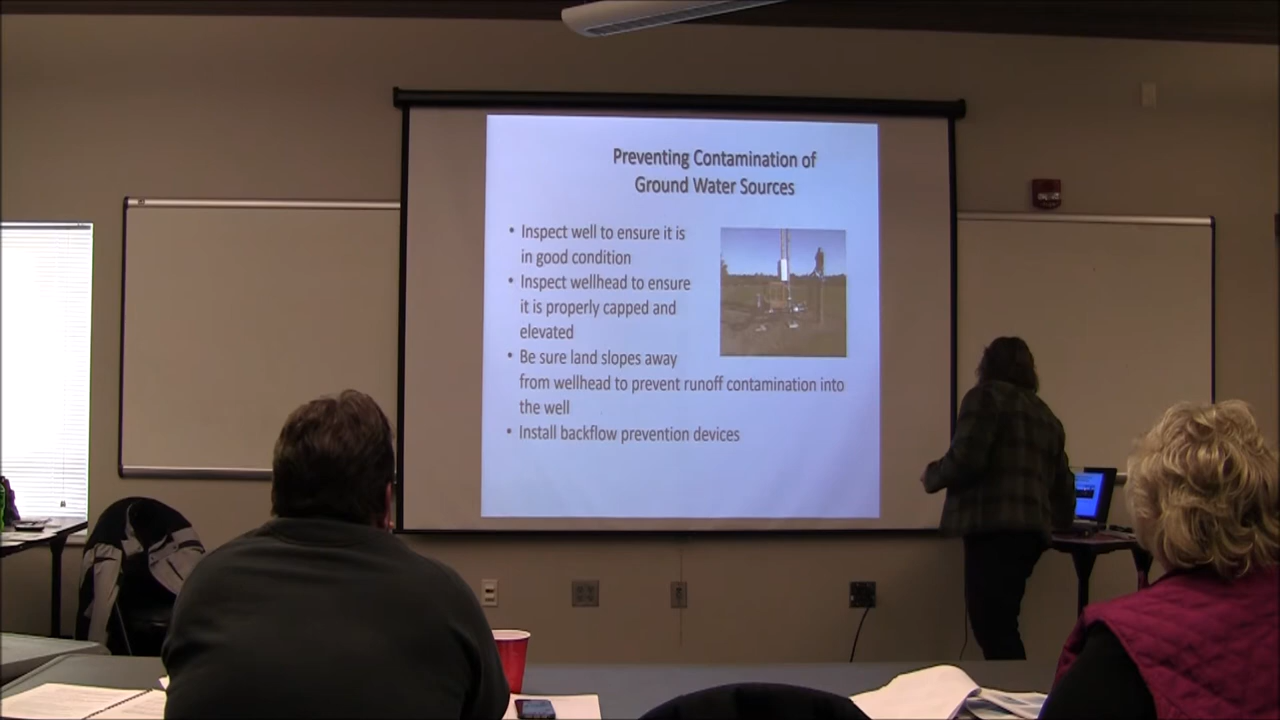 Preventing Contamination of
Ground Water Sources
• Inspect well to ensure it is
in good condition
• Inspect wellhead to ensure
it is properly capped and
elevated
• Be sure land slopes away
from wellhead to prevent runoff contamination into
the well
• Install backflow prevention devices